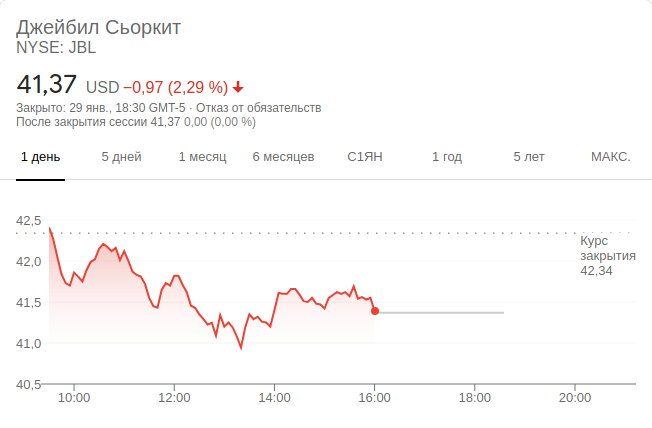 Джейбил Сьоркит
NYSE: JBL
41,37 USD −0,97 (2,29 %)
Закрыто: 29 янв., 18:30 GMT-5 · Отказ от обязательств
После закрытия сессии 41,37 0,00 (0,00 %)
1 день 5 дней 1 месяц 6 месяцев С1ЯН 1 год 5 лет МАКС.
42,5
Курс
закрытия
42,34
42,0
41,5
41,0
40,5
10:00 12:00 14:00 16:00 18:00 20:00